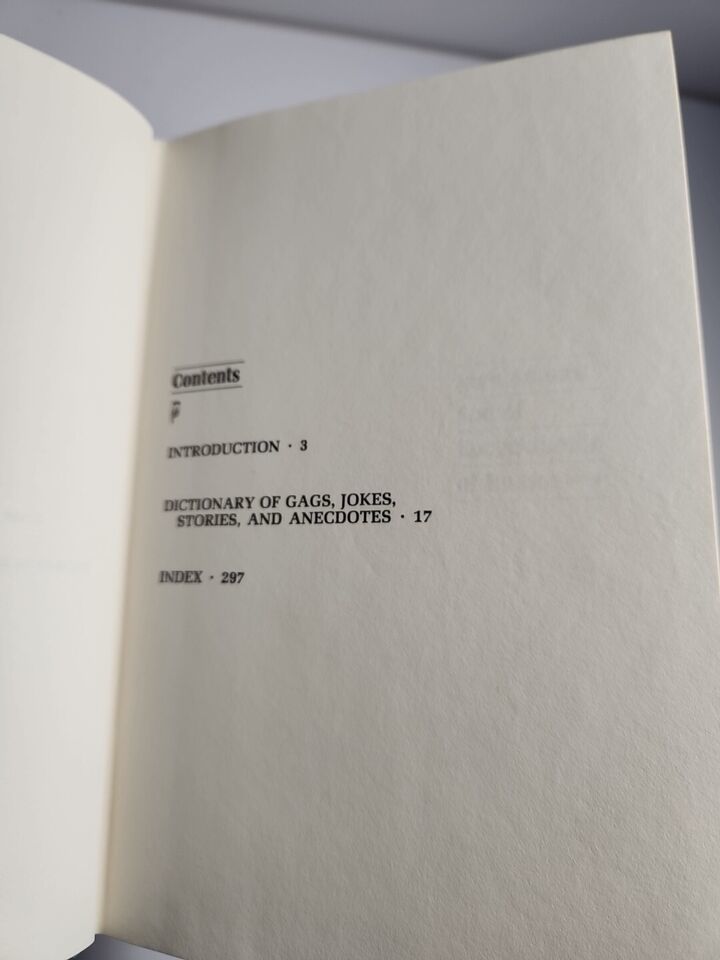 Contents
INTRODUCTION · 3
DICTIONARY OF GAGS, JOKES,
STORIES, AND ANECDOTES · 17
INDEX · 297